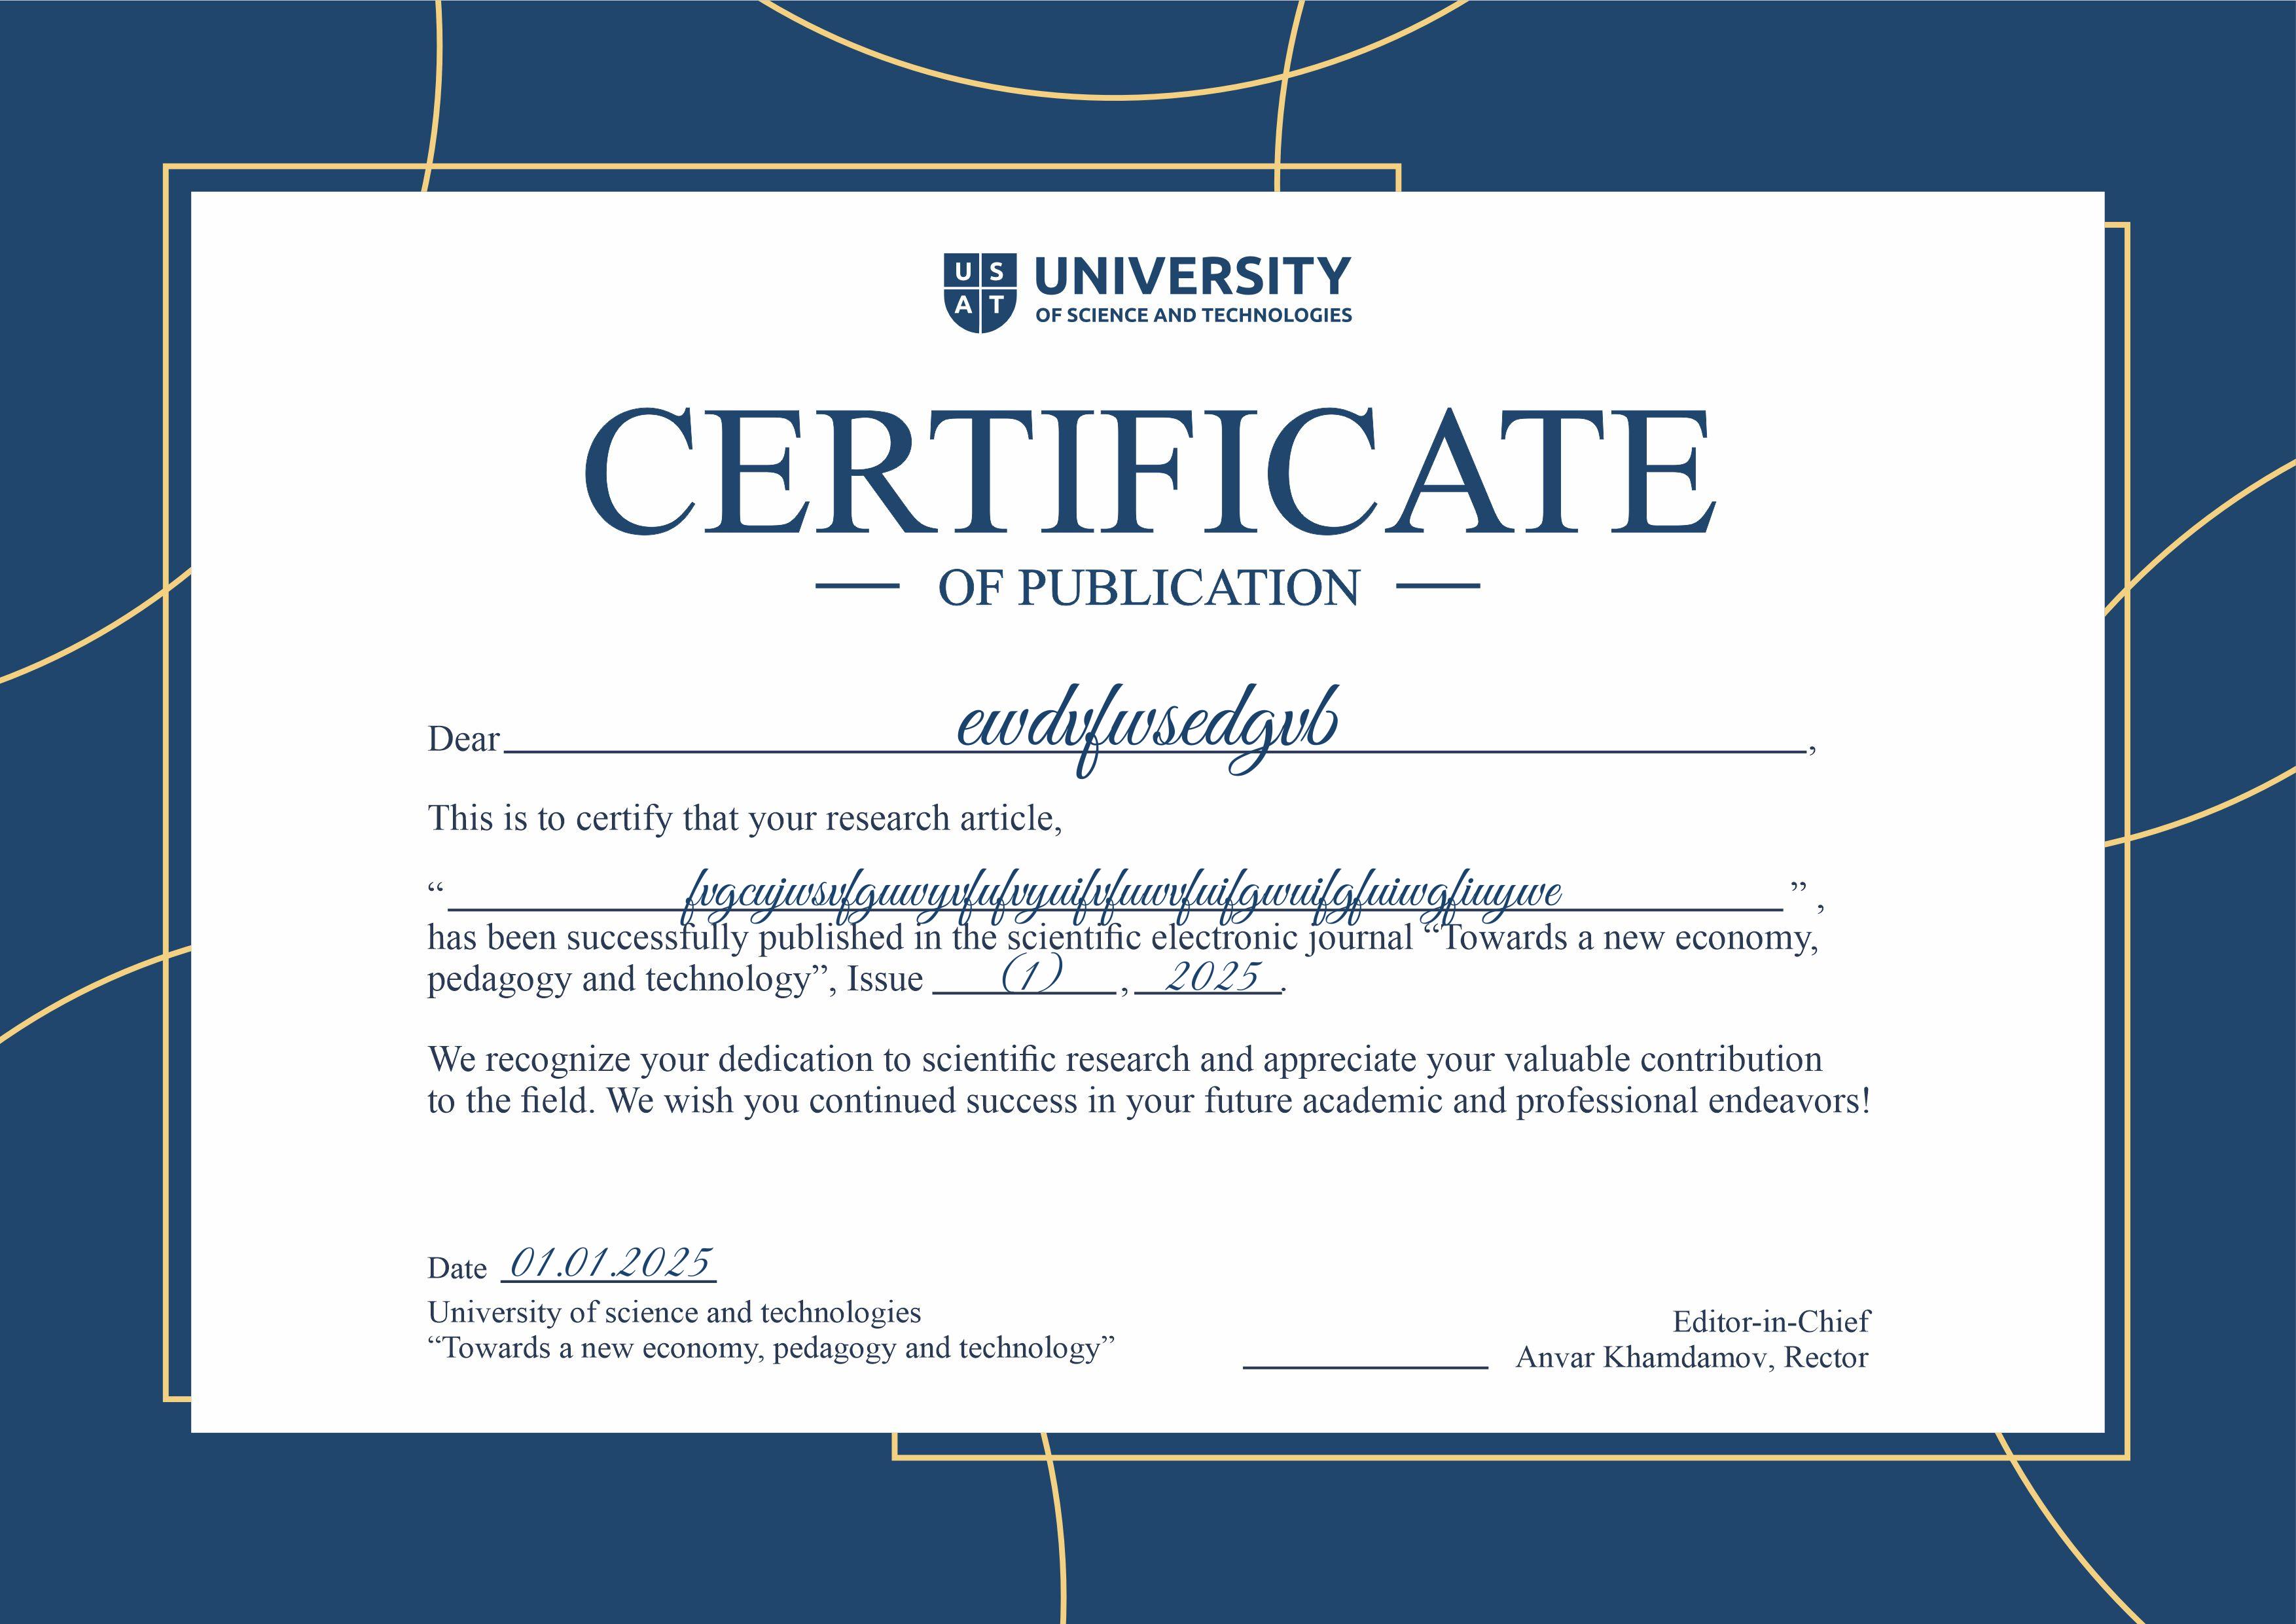 US
AT
UNIVERSITY
OF SCIENCE AND TECHNOLOGIES
CERTIFICATE
OF PUBLICATION
Dear ewdvfwsedgvb,
This is to certify that your research article,
“ ” ,
has been successfully published in the scientific electronic journal “Towards a new economy,
pedagogy and technology”, Issue (1), 2025.
We recognize your dedication to scientific research and appreciate your valuable contribution
to the field. We wish you continued success in your future academic and professional endeavors!
Date 01.01.2025
University of science and technologies
“Towards a new economy, pedagogy and technology”
Editor-in-Chief
Anvar Khamdamov, Rector